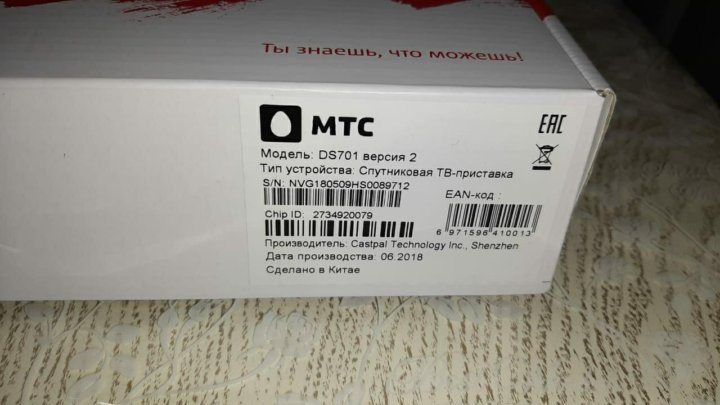 Ты знаешь, что можешь!
МТС
EAC
Модель: DS701 версия 2
Тип устройства: Спутниковая ТВ-приставка
S/N: NVG180509HS0089712
EAN-код :
Chip ID: 2734920079
6 971596 410013
Производитель: Castpal Technology Inc., Shenzhen
Дата производства: 06.2018
Сделано в Китае